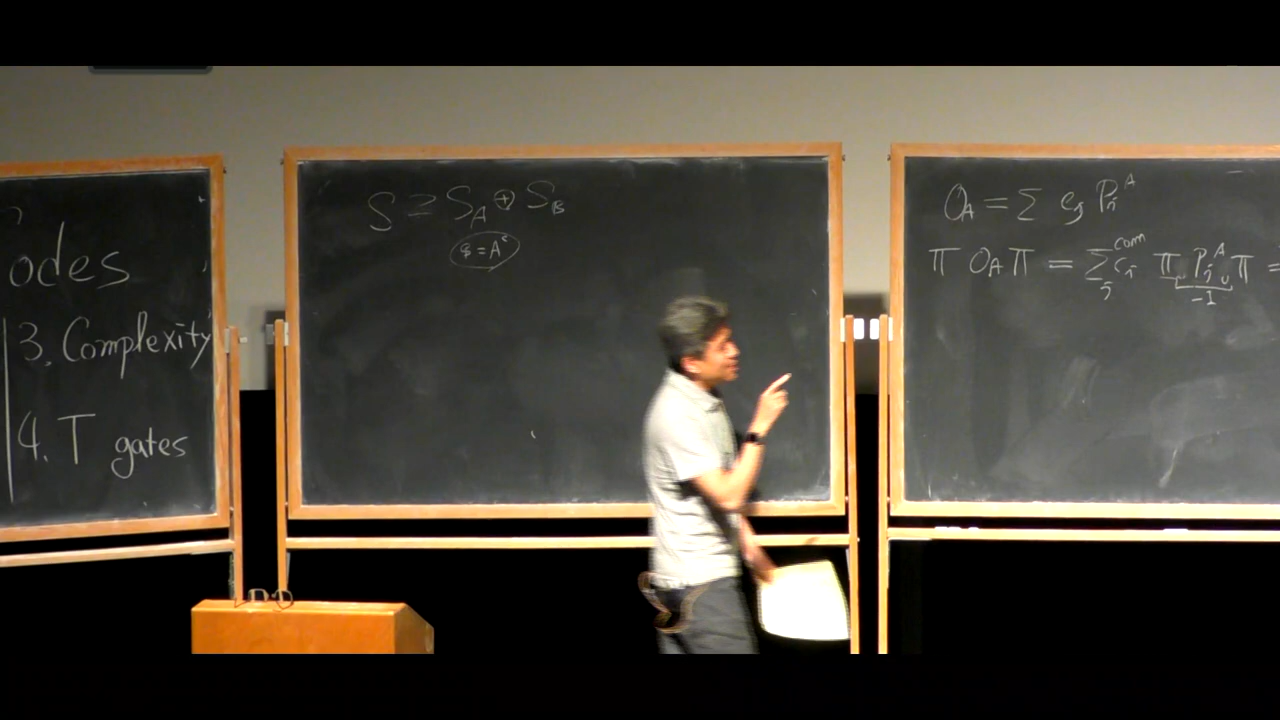 odes
3. Complexity
4. T gates
S ≥ S_A ⊕ S_B
B = A^c
O_A = Σ c_j P_j^A
Π O_A Π = Σ_j^com c_j Π P_j^A Π =
-1